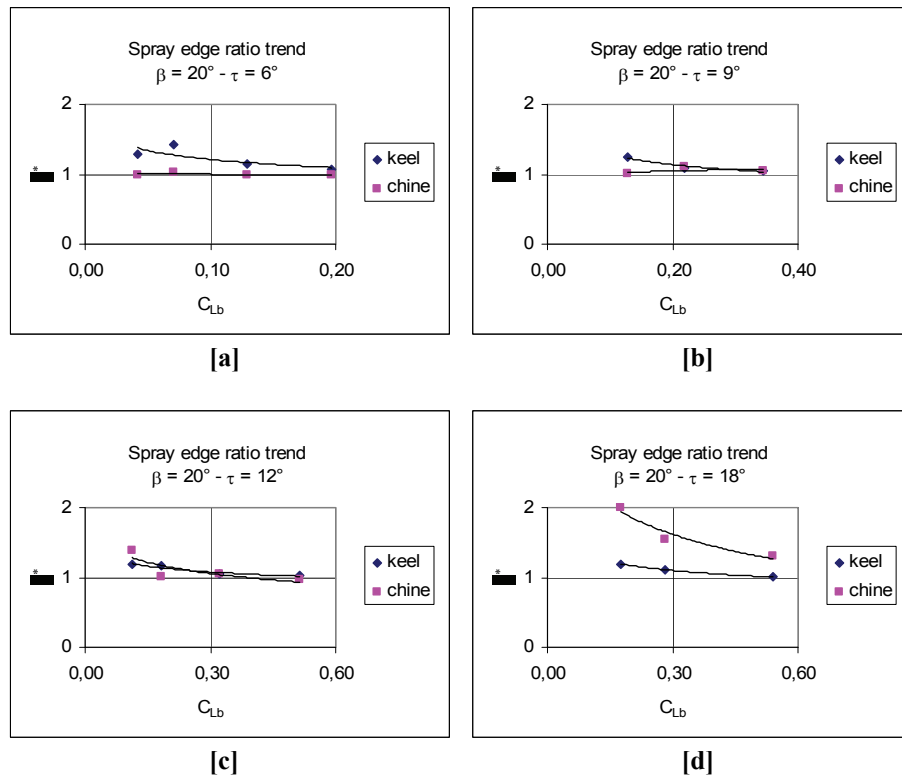 Spray edge ratio trend
β = 20° - τ = 6°
2
1
0
*
0,00 0,10 0,20
C_Lb
keel
chine
[a]
Spray edge ratio trend
β = 20° - τ = 9°
2
1
0
*
0,00 0,20 0,40
C_Lb
keel
chine
[b]
Spray edge ratio trend
β = 20° - τ = 12°
2
1
0
*
0,00 0,30 0,60
C_Lb
keel
chine
[c]
Spray edge ratio trend
β = 20° - τ = 18°
2
1
0
*
0,00 0,30 0,60
C_Lb
keel
chine
[d]